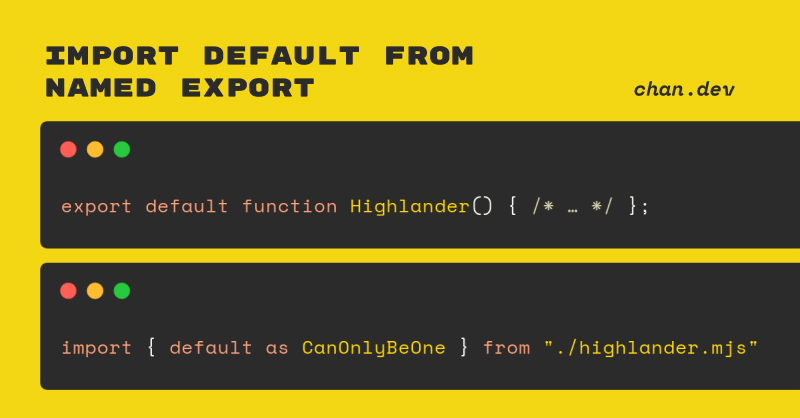 IMPORT DEFAULT FROM
NAMED EXPORT
chan.dev
export default function Highlander() { /* … */ };
import { default as CanOnlyBeOne } from "./highlander.mjs"